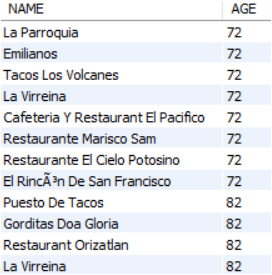 NAME AGE
La Parroquia 72
Emilianos 72
Tacos Los Volcanes 72
La Virreina 72
Cafeteria Y Restaurant El Pacifico 72
Restaurante Marisco Sam 72
Restaurante El Cielo Potosino 72
El RincÃ³n De San Francisco 72
Puesto De Tacos 82
Gorditas Doa Gloria 82
Restaurant Orizatlan 82
La Virreina 82